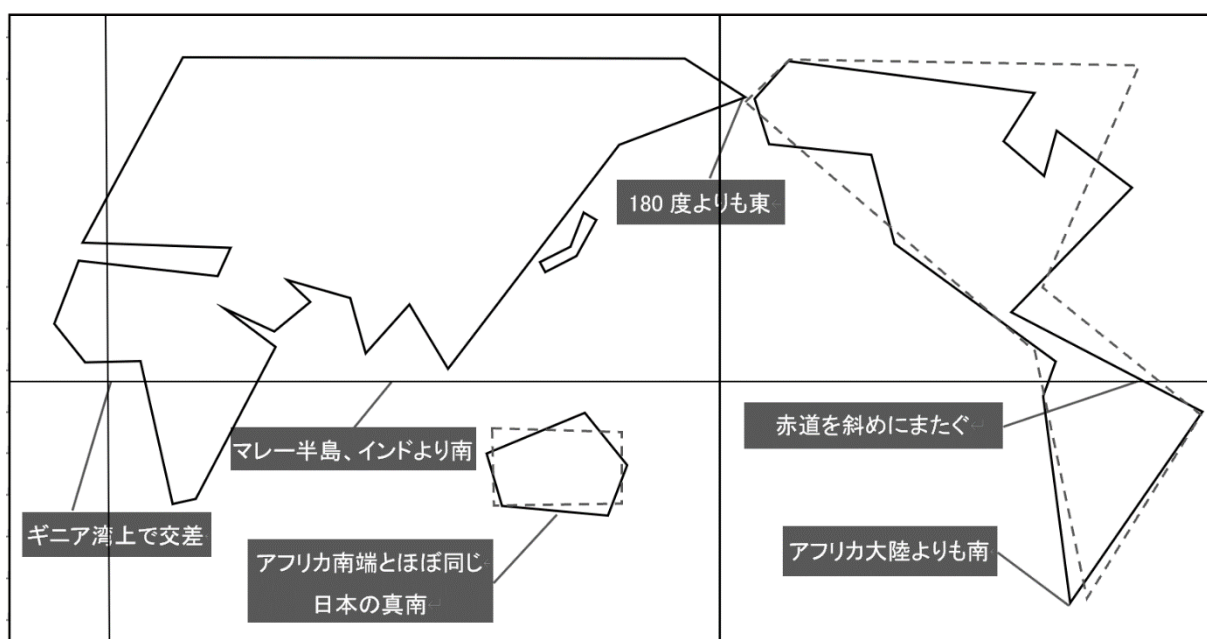 180 度よりも東
マレー半島、インドより南
赤道を斜めにまたぐ
ギニア湾上で交差
アフリカ南端とほぼ同じ
日本の真南
アフリカ大陸よりも南